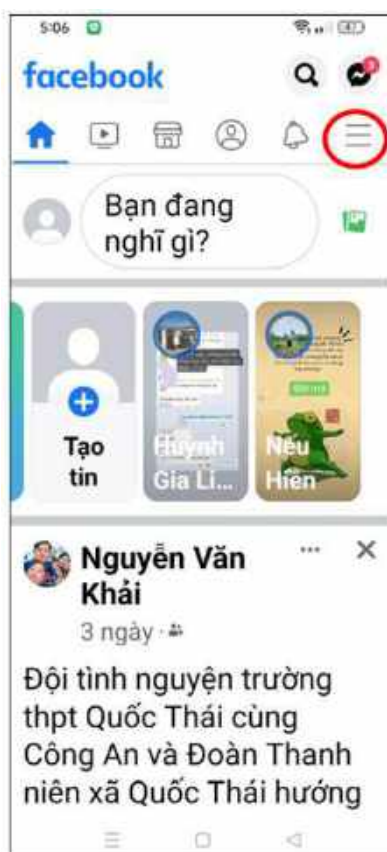 5:06
facebook
Bạn đang
nghĩ gì?
Tạo
tin
Huỳnh
Gia Li...
Nếu
Hiền
Nguyễn Văn
Khải
3 ngày ·
Đội tình nguyện trường
thpt Quốc Thái cùng
Công An và Đoàn Thanh
niên xã Quốc Thái hướng